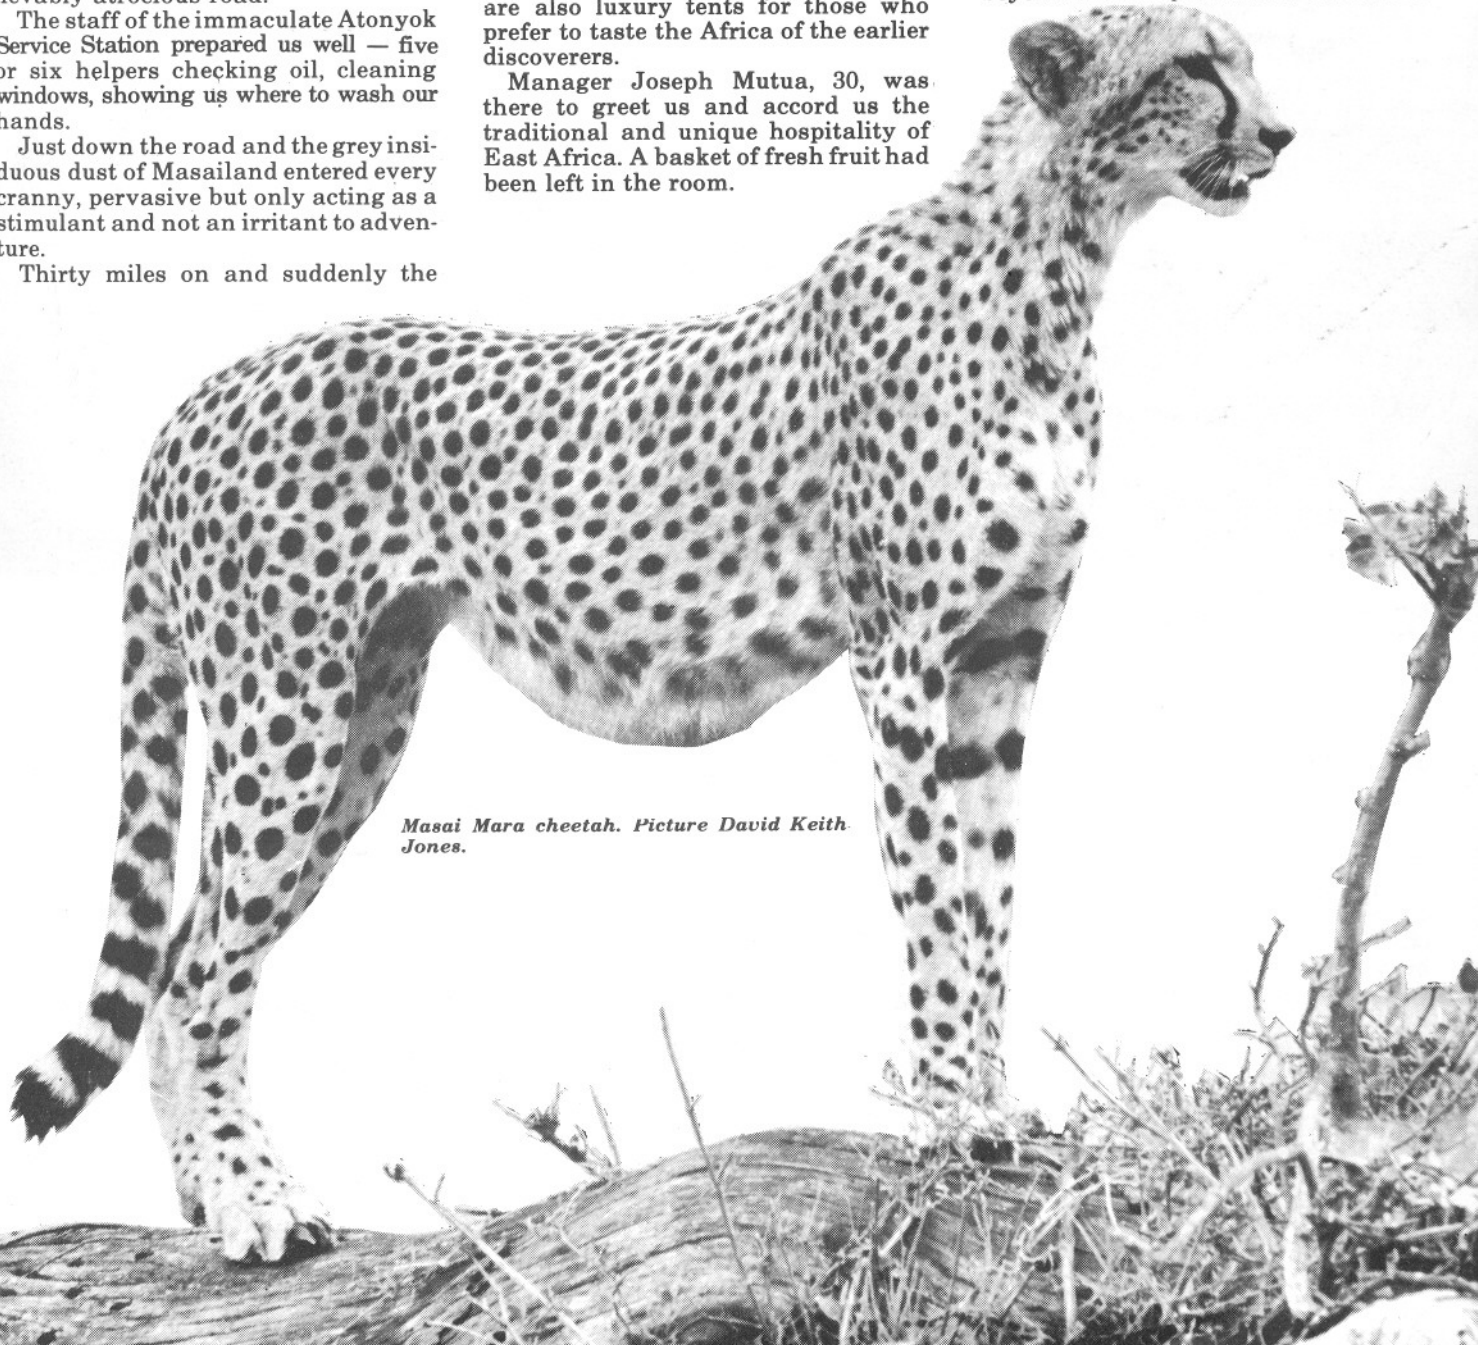 The staff of the immaculate Atonyok
Service Station prepared us well — five
or six helpers checking oil, cleaning
windows, showing us where to wash our
hands.
Just down the road and the grey insi-
duous dust of Masailand entered every
cranny, pervasive but only acting as a
stimulant and not an irritant to adven-
ture.
Thirty miles on and suddenly the
are also luxury tents for those who
prefer to taste the Africa of the earlier
discoverers.
Manager Joseph Mutua, 30, was
there to greet us and accord us the
traditional and unique hospitality of
East Africa. A basket of fresh fruit had
been left in the room.
Masai Mara cheetah. Picture David Keith
Jones.